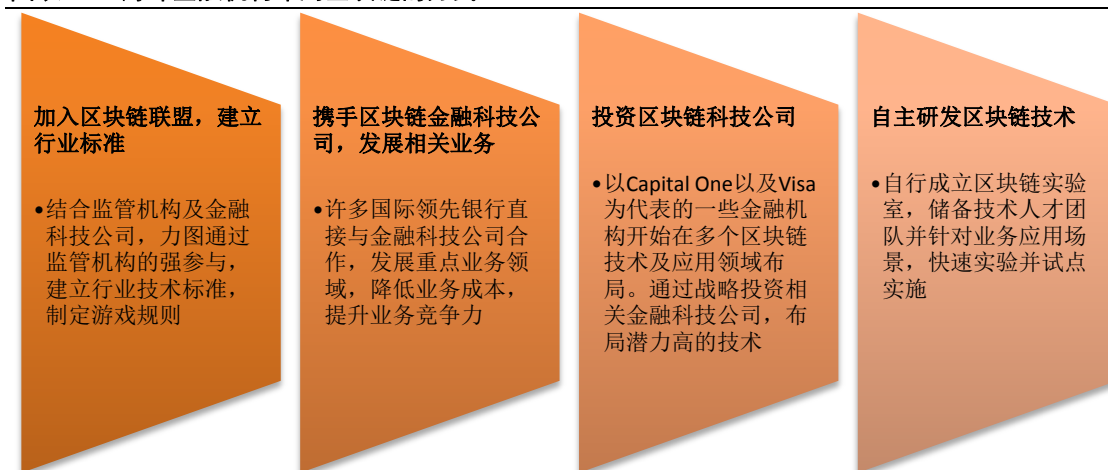 加入区块链联盟，建立
行业标准
•结合监管机构及金融
科技公司，力图通过
监管机构的强参与，
建立行业技术标准，
制定游戏规则
携手区块链金融科技公
司，发展相关业务
•许多国际领先银行直
接与金融科技公司合
作，发展重点业务领
域，降低业务成本，
提升业务竞争力
投资区块链科技公司
•以Capital One以及Visa
为代表的一些金融机
构开始在多个区块链
技术及应用领域布
局。通过战略投资相
关金融科技公司，布
局潜力高的技术
自主研发区块链技术
•自行成立区块链实验
室，储备技术人才团
队并针对业务应用场
景，快速实验并试点
实施